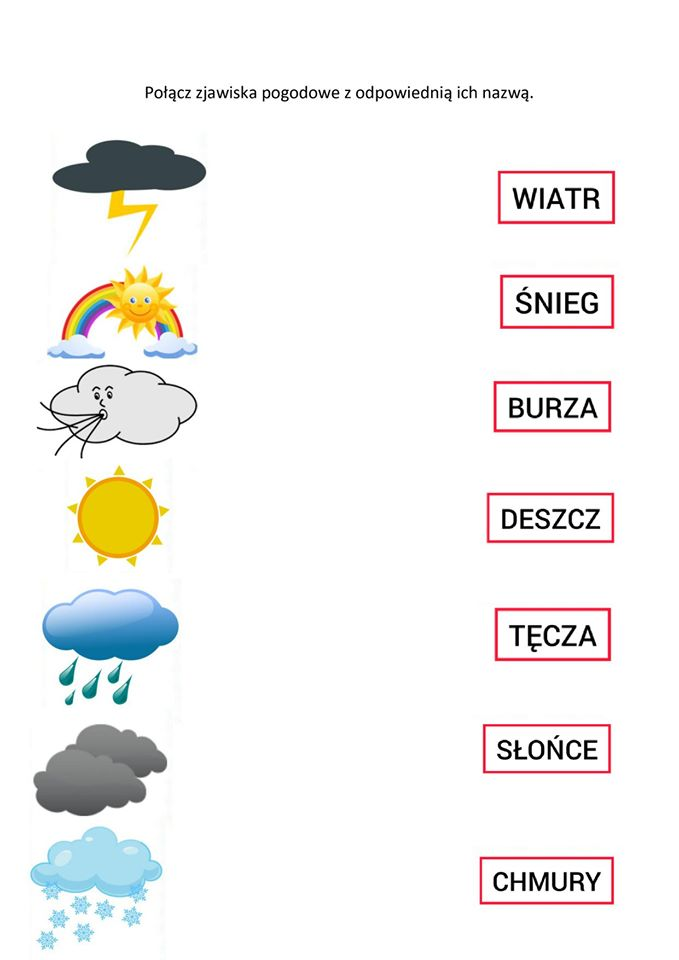 Połącz zjawiska pogodowe z odpowiednią ich nazwą.
WIATR
ŚNIEG
BURZA
DESZCZ
TĘCZA
SŁOŃCE
CHMURY